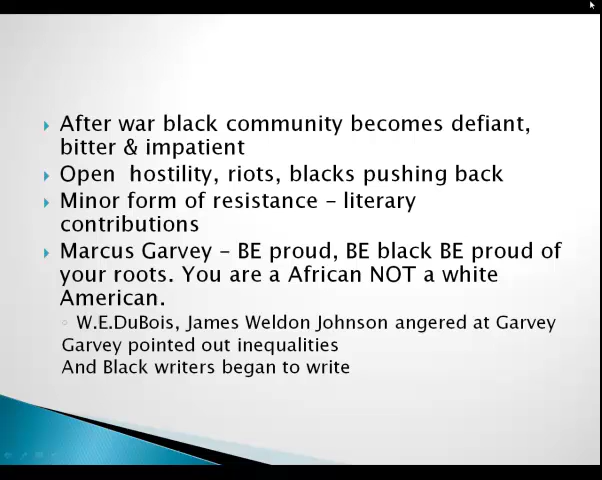 After war black community becomes defiant,
bitter & impatient
Open hostility, riots, blacks pushing back
Minor form of resistance – literary
contributions
Marcus Garvey – BE proud, BE black BE proud of
your roots. You are a African NOT a white
American.
W.E.DuBois, James Weldon Johnson angered at Garvey
Garvey pointed out inequalities
And Black writers began to write